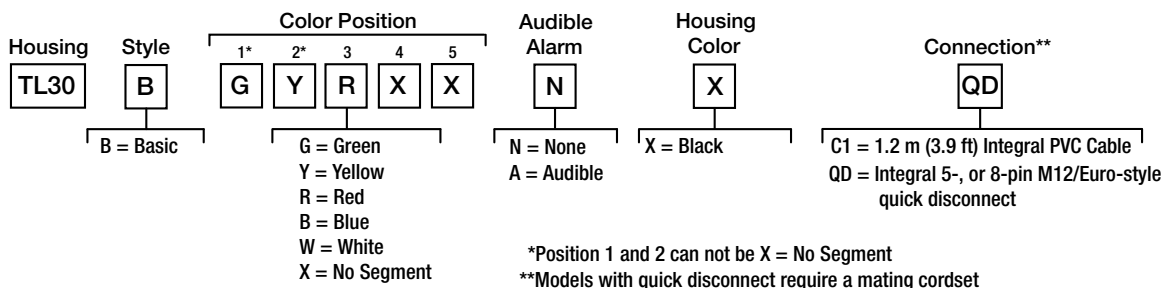 Color Position
Audible Alarm
Housing Color
Housing
Style
1* 2* 3 4 5
Connection**
TL30 B G Y R X X N X QD
B = Basic
G = Green
Y = Yellow
R = Red
B = Blue
W = White
X = No Segment
N = None
A = Audible
X = Black
C1 = 1.2 m (3.9 ft) Integral PVC Cable
QD = Integral 5-, or 8-pin M12/Euro-style
quick disconnect
*Position 1 and 2 can not be X = No Segment
**Models with quick disconnect require a mating cordset